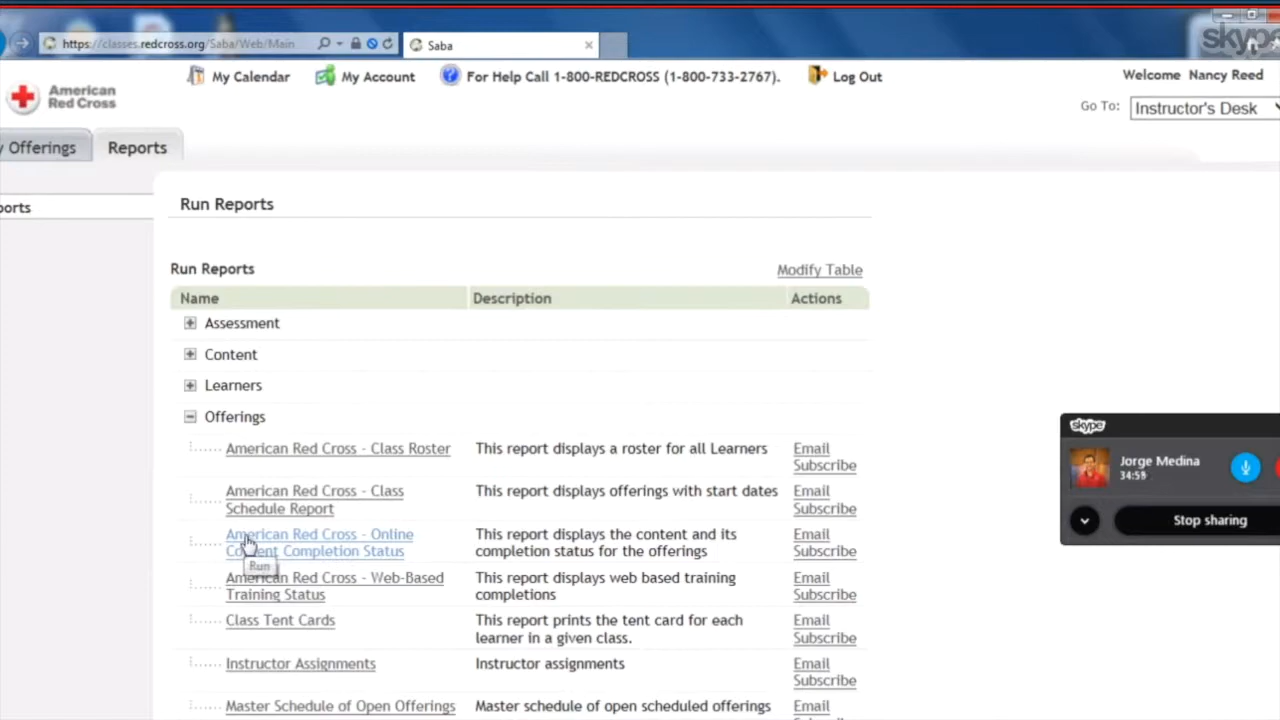 https://classes.redcross.org/Saba/Web/Main
Saba
skype
American
Red Cross
My Calendar
My Account
For Help Call 1-800-REDCROSS (1-800-733-2767).
Log Out
Welcome Nancy Reed
Go To: Instructor's Desk
y Offerings
Reports
ports
Run Reports
Run Reports
Modify Table
Name Description Actions
Assessment
Content
Learners
Offerings
American Red Cross - Class Roster
This report displays a roster for all Learners
Email
Subscribe
American Red Cross - Class
Schedule Report
This report displays offerings with start dates
Email
Subscribe
American Red Cross - Online
Content Completion Status
This report displays the content and its
completion status for the offerings
Email
Subscribe
Run
American Red Cross - Web-Based
Training Status
This report displays web based training
completions
Email
Subscribe
Class Tent Cards
This report prints the tent card for each
learner in a given class.
Email
Subscribe
Instructor Assignments
Instructor assignments
Email
Subscribe
Master Schedule of Open Offerings
Master schedule of open scheduled offerings
Email
skype
Jorge Medina
34:58
Stop sharing